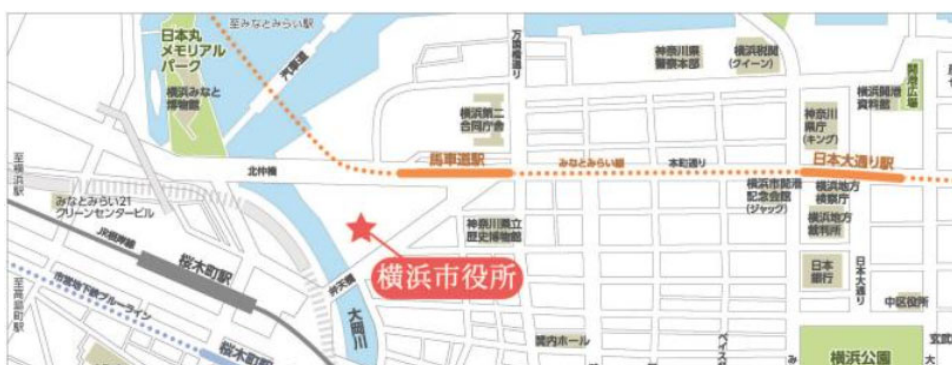 至みなとみらい駅
日本丸
メモリアル
パーク
汽車道
横浜みなと
博物館
万国橋通り
神奈川県
警察本部
横浜税関
(クイーン)
開港広場
横浜開港
資料館
横浜第二
合同庁舎
神奈川
県庁
(キング)
至横浜駅
北仲橋
馬車道駅
みなとみらい線
本町通り
日本大通り駅
みなとみらい21
クリーンセンタービル
JR根岸線
桜木町駅
横浜市役所
弁天橋
大岡川
神奈川県立
歴史博物館
横浜市開港
記念会館
(ジャック)
横浜地方
検察庁
横浜地方
裁判所
日本
銀行
日本大通り
中区役所
至高島町駅
市営地下鉄ブルーライン
桜木町駅
関内ホール
ベイス
み
横浜公園
玄武
大